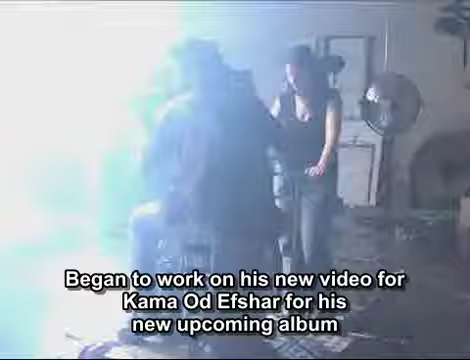 Began to work on his new video for
Kama Od Efshar for his
new upcoming album